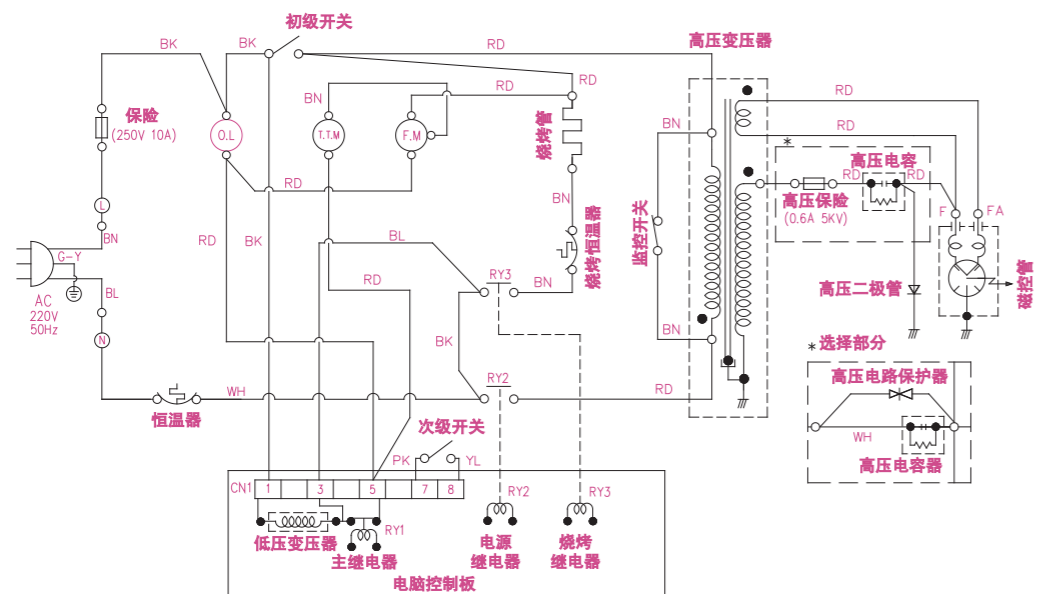 初级开关
BK
BK
RD
高压变压器
RD
BN
RD
RD
保险
(250V 10A)
O.L
T.T.M
F.M
烧烤管
BN
RD
*
高压电容
RD
RD
RD
高压保险
(0.6A 5KV)
F
FA
L
BN
G-Y
RD
BK
BL
BN
烧烤恒温器
监控开关
AC
220V
50Hz
BL
RD
RY3
BN
高压二极管
磁控管
N
BK
BN
*选择部分
RY2
RD
高压电路保护器
WH
恒温器
次级开关
WH
高压电容器
PK
YL
CN1
1
3
5
7
8
RY2
RY3
RY1
低压变压器
主继电器
电源
继电器
烧烤
继电器
电脑控制板